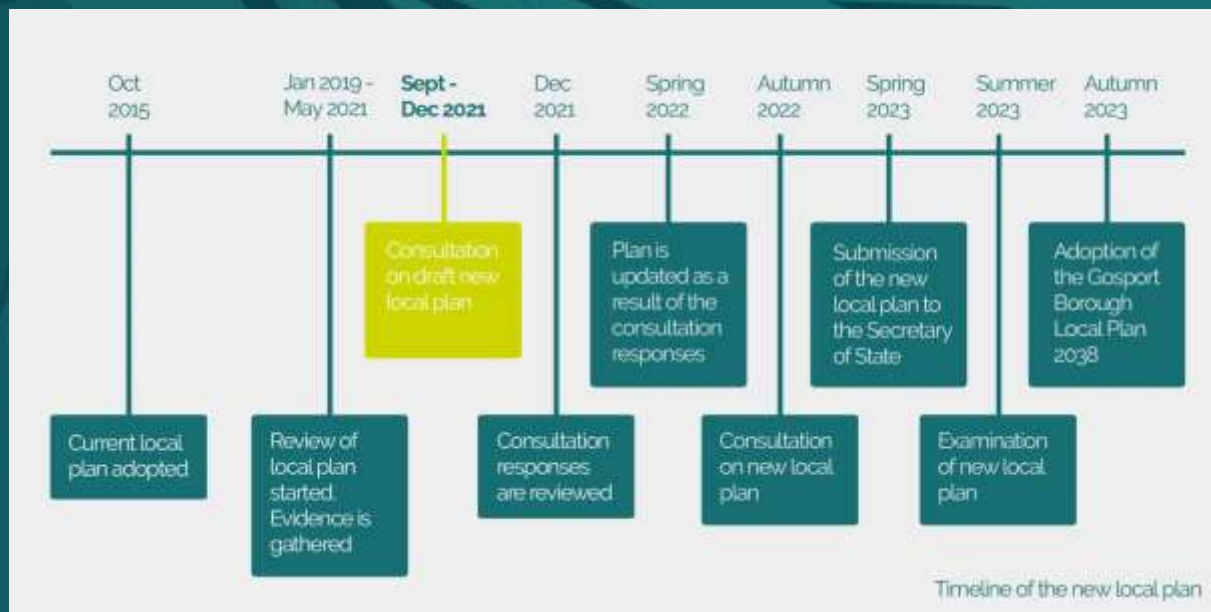 Oct
2015
Jan 2019 -
May 2021
Sept -
Dec 2021
Dec
2021
Spring
2022
Autumn
2022
Spring
2023
Summer
2023
Autumn
2023
Consultation
on draft new
local plan
Plan is
updated as a
result of the
consultation
responses
Submission
of the new
local plan to
the Secretary
of State
Adoption of
the Gosport
Borough
Local Plan
2038
Current local
plan adopted
Review of
local plan
started.
Evidence is
gathered
Consultation
responses
are reviewed
Consultation
on new local
plan
Examination
of new local
plan
Timeline of the new local plan